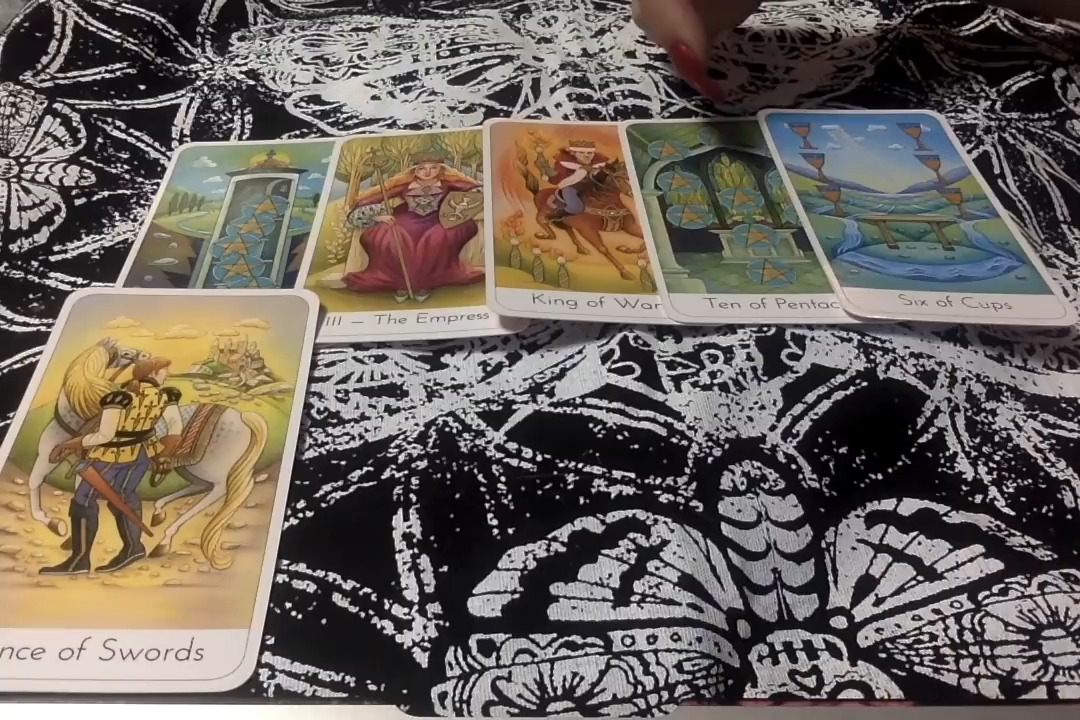 III – The Empress
King of War
Ten of Pentac
Six of Cups
nce of Swords